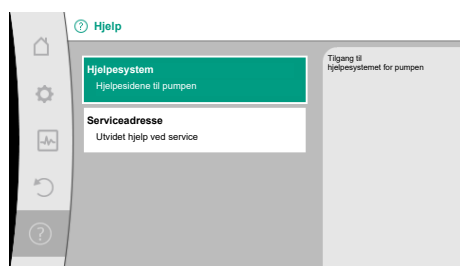 Hjelp
Hjelpesystem
Hjelpesidene til pumpen
Serviceadresse
Utvidet hjelp ved service
Tilgang til
hjelpesystemet for pumpen